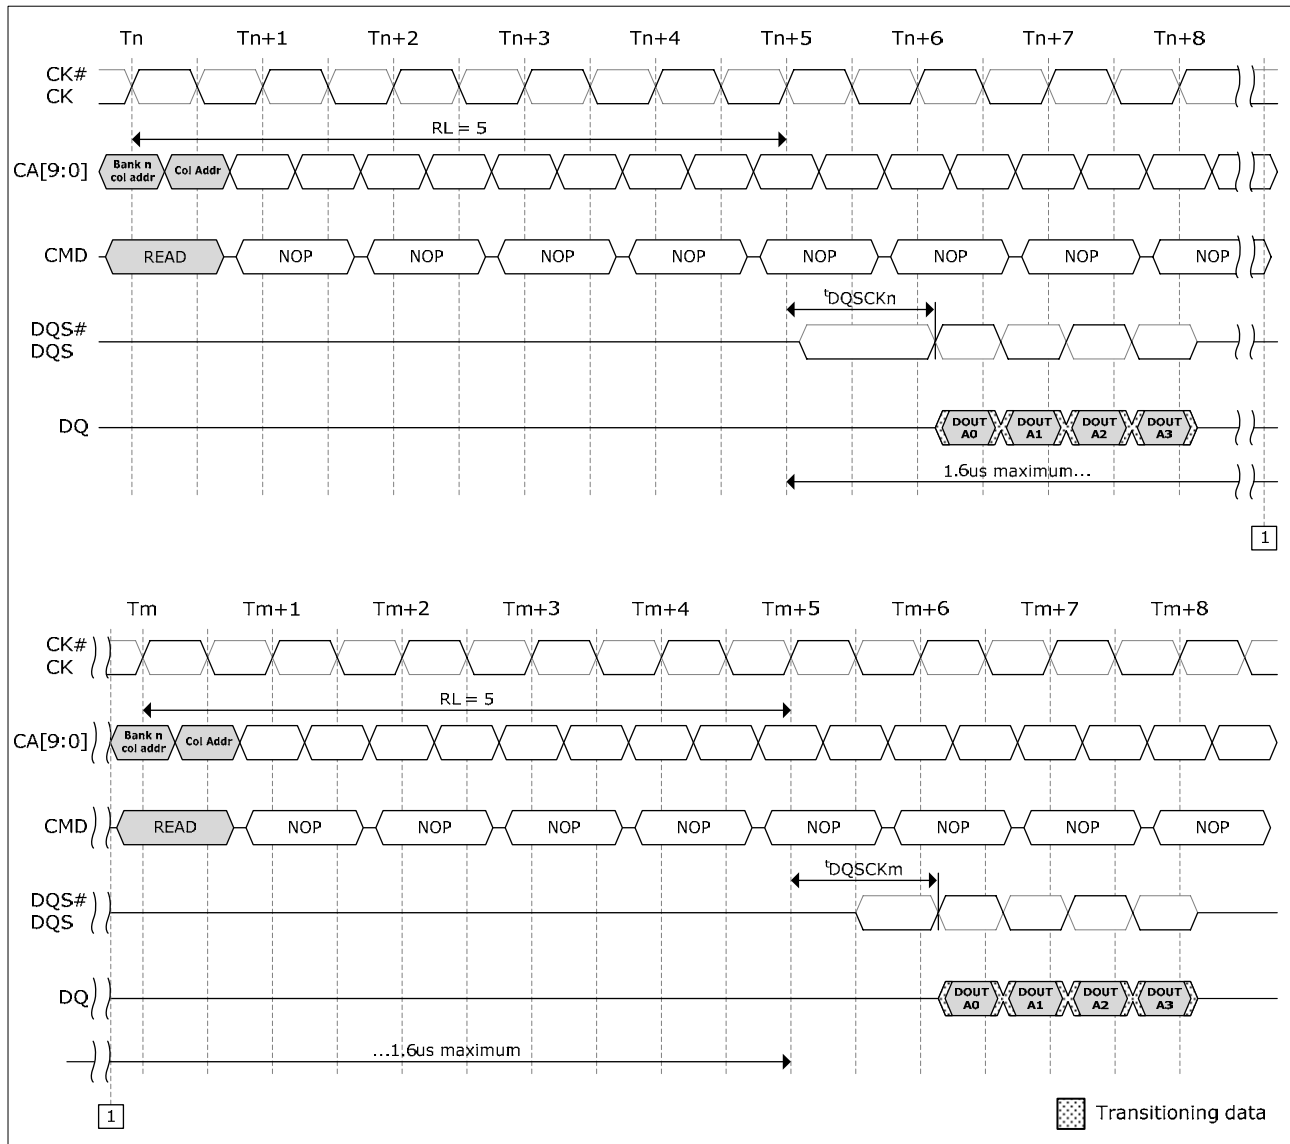 Tn Tn+1 Tn+2 Tn+3 Tn+4 Tn+5 Tn+6 Tn+7 Tn+8
CK#
CK
RL = 5
CA[9:0] Bank n col addr Col Addr
CMD READ NOP NOP NOP NOP NOP NOP NOP NOP
tDQSCKn
DQS#
DQS
DQ DOUT A0 DOUT A1 DOUT A2 DOUT A3
1.6us maximum...
1
Tm Tm+1 Tm+2 Tm+3 Tm+4 Tm+5 Tm+6 Tm+7 Tm+8
CK#
CK
RL = 5
CA[9:0] Bank n col addr Col Addr
CMD READ NOP NOP NOP NOP NOP NOP NOP NOP
tDQSCKm
DQS#
DQS
DQ DOUT A0 DOUT A1 DOUT A2 DOUT A3
...1.6us maximum
1
Transitioning data